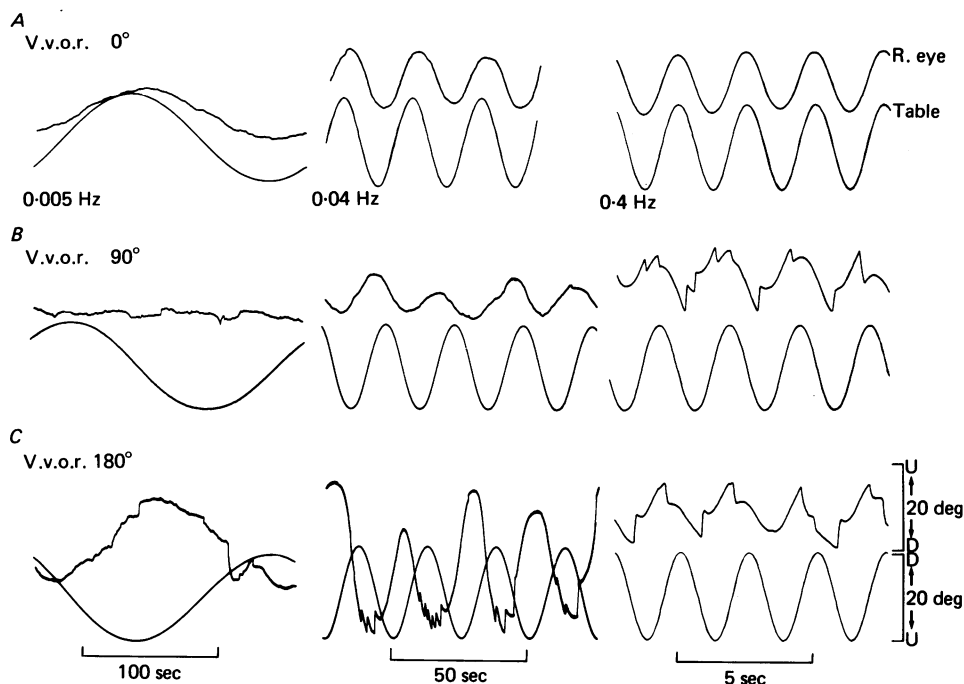 A
V.v.o.r. 0°
R. eye
Table
0·005 Hz
0·04 Hz
0·4 Hz
B
V.v.o.r. 90°
C
V.v.o.r. 180°
U
20 deg
D
D
20 deg
U
100 sec
50 sec
5 sec